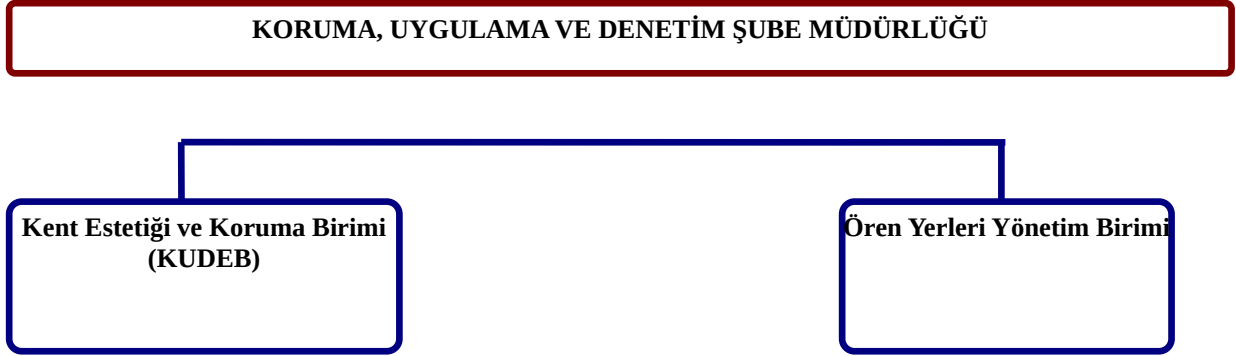 KORUMA, UYGULAMA VE DENETİM ŞUBE MÜDÜRLÜĞÜ
Kent Estetiği ve Koruma Birimi
(KUDEB)
Ören Yerleri Yönetim Birimi